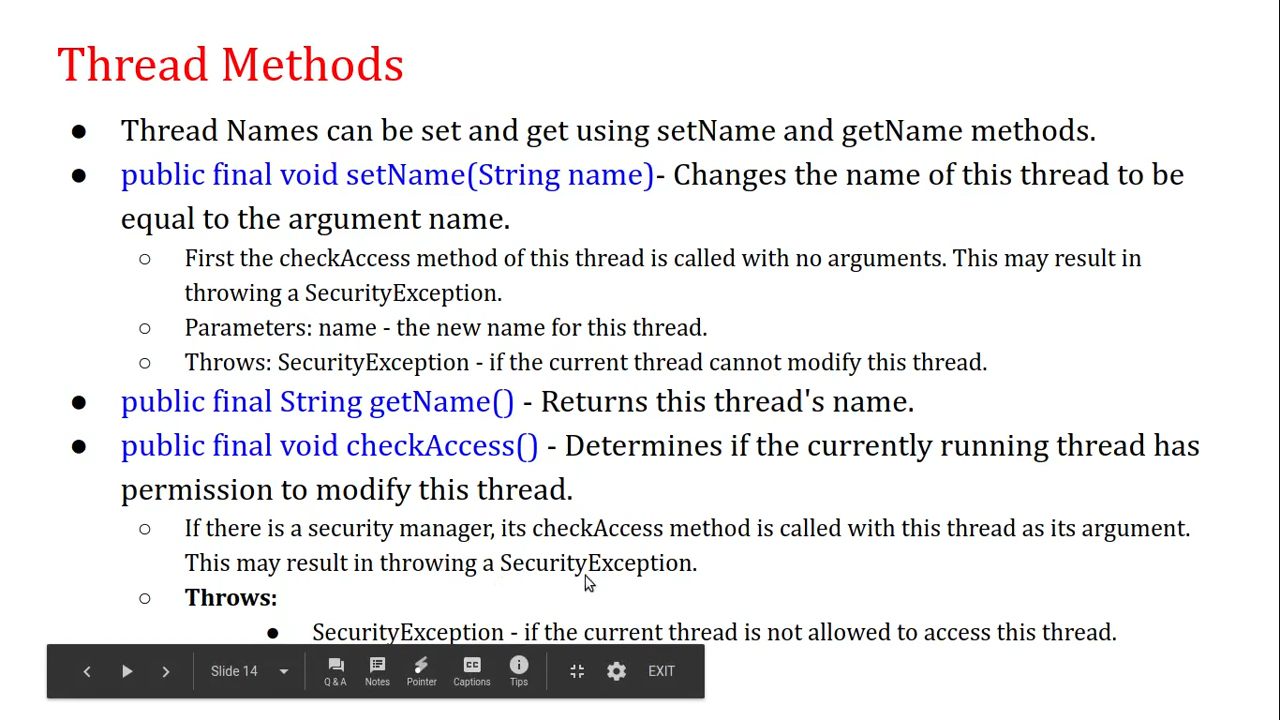 Thread Methods
● Thread Names can be set and get using setName and getName methods.
● public final void setName(String name)- Changes the name of this thread to be
equal to the argument name.
○ First the checkAccess method of this thread is called with no arguments. This may result in
throwing a SecurityException.
○ Parameters: name - the new name for this thread.
○ Throws: SecurityException - if the current thread cannot modify this thread.
● public final String getName() - Returns this thread's name.
● public final void checkAccess() - Determines if the currently running thread has
permission to modify this thread.
○ If there is a security manager, its checkAccess method is called with this thread as its argument.
This may result in throwing a SecurityException.
○ Throws:
● SecurityException - if the current thread is not allowed to access this thread.
Slide 14 Q & A Notes Pointer CC Captions Tips EXIT